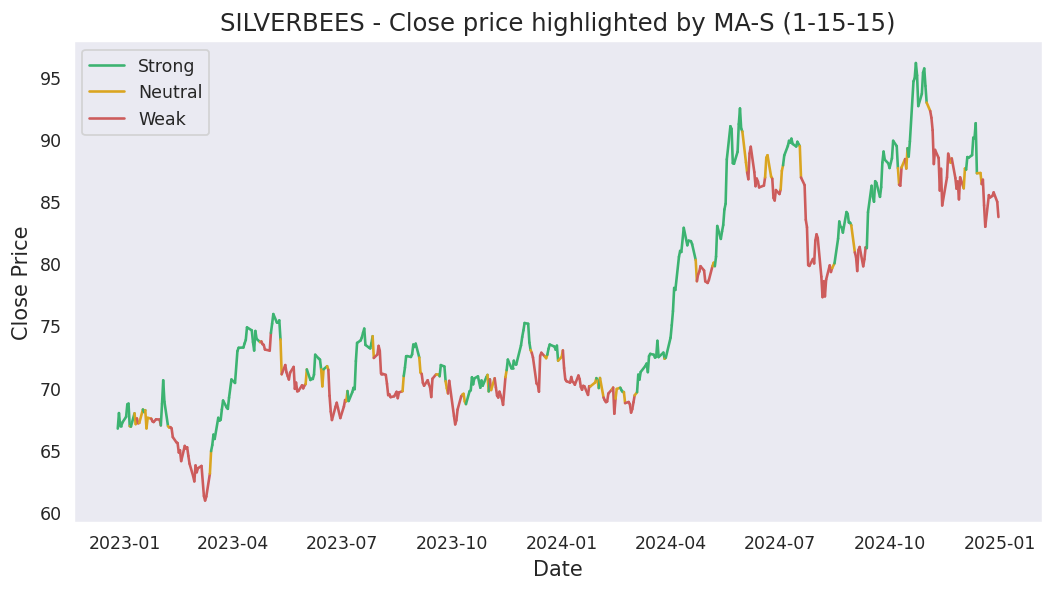 SILVERBEES - Close price highlighted by MA-S (1-15-15)
Strong
Neutral
Weak
Close Price
95
90
85
80
75
70
65
60
2023-01 2023-04 2023-07 2023-10 2024-01 2024-04 2024-07 2024-10 2025-01
Date